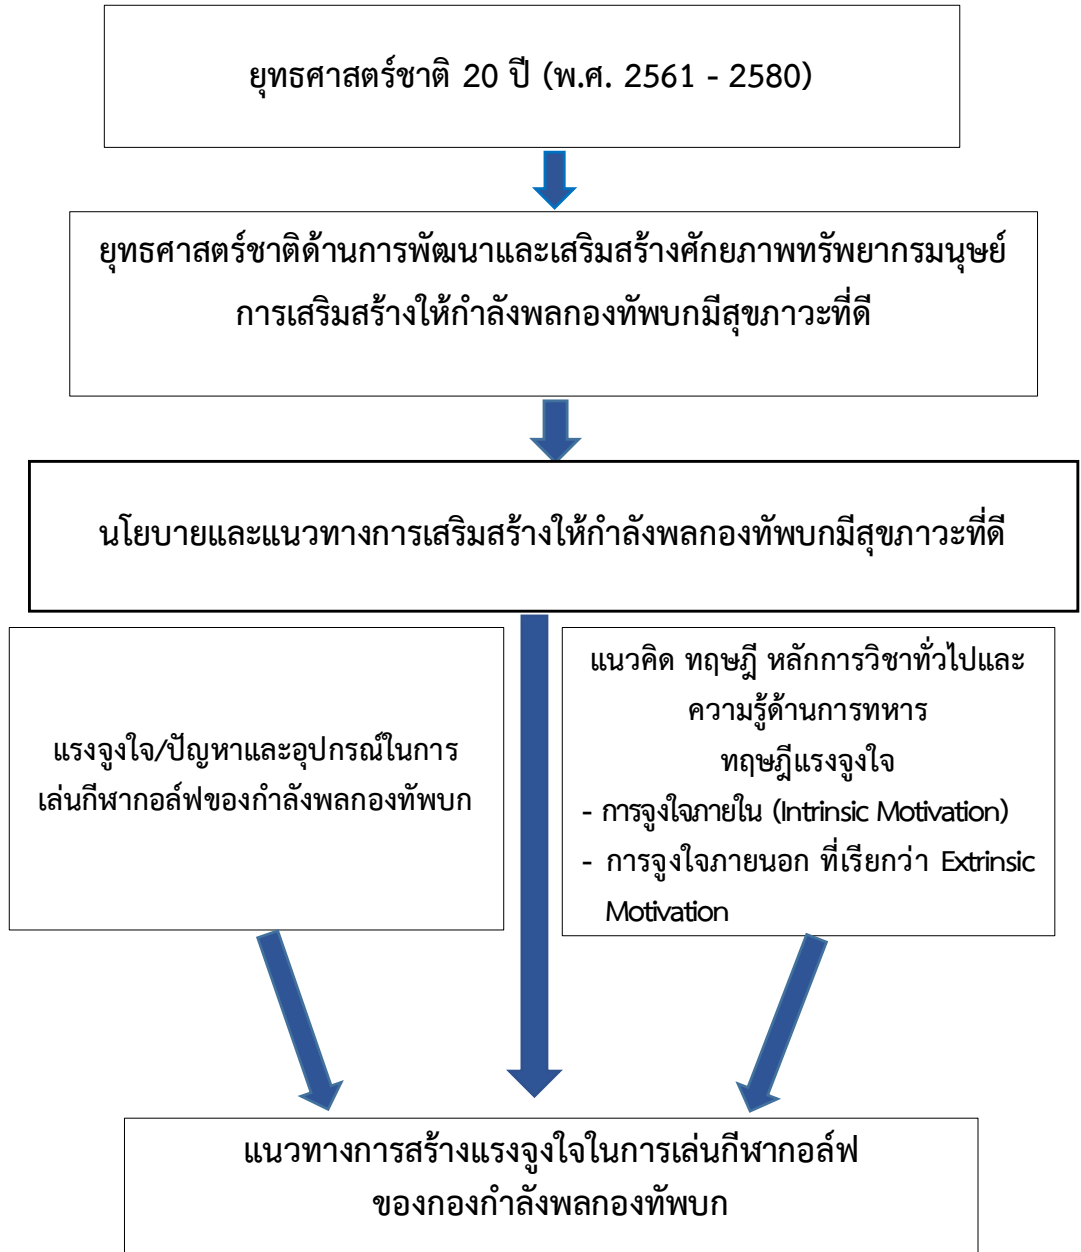 ยุทธศาสตร์ชาติ 20 ปี (พ.ศ. 2561 - 2580)
ยุทธศาสตร์ชาติด้านการพัฒนาและเสริมสร้างศักยภาพทรัพยากรมนุษย์
การเสริมสร้างให้กำลังพลกองทัพบกมีสุขภาวะที่ดี
นโยบายและแนวทางการเสริมสร้างให้กำลังพลกองทัพบกมีสุขภาวะที่ดี
แรงจูงใจ/ปัญหาและอุปกรณ์ในการ
เล่นกีฬากอล์ฟของกำลังพลกองทัพบก
แนวคิด ทฤษฎี หลักการวิชาทั่วไปและ
ความรู้ด้านการทหาร
ทฤษฎีแรงจูงใจ
- การจูงใจภายใน (Intrinsic Motivation)
- การจูงใจภายนอก ที่เรียกว่า Extrinsic
Motivation
แนวทางการสร้างแรงจูงใจในการเล่นกีฬากอล์ฟ
ของกองกำลังพลกองทัพบก